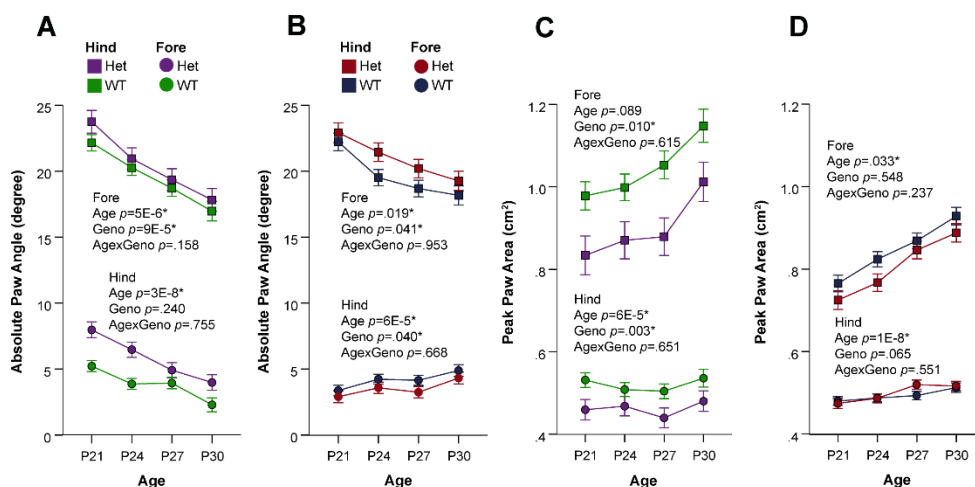 A
Hind Fore
Het Het
WT WT
Absolute Paw Angle (degree)
25
20
15
10
5
0
Fore
Age p=5E-6*
Geno p=9E-5*
AgexGeno p=.158
Hind
Age p=3E-8*
Geno p=.240
AgexGeno p=.755
P21 P24 P27 P30
Age
B
Hind Fore
Het Het
WT WT
Absolute Paw Angle (degree)
25
20
15
10
5
0
Fore
Age p=.019*
Geno p=.041*
AgexGeno p=.953
Hind
Age p=6E-5*
Geno p=.040*
AgexGeno p=.668
P21 P24 P27 P30
Age
C
Peak Paw Area (cm²)
1.2
1.0
.8
.6
.4
Fore
Age p=.089
Geno p=.010*
AgexGeno p=.615
Hind
Age p=6E-5*
Geno p=.003*
AgexGeno p=.651
P21 P24 P27 P30
Age
D
Peak Paw Area (cm²)
1.2
1.0
.8
.6
.4
Fore
Age p=.033*
Geno p=.548
AgexGeno p=.237
Hind
Age p=1E-8*
Geno p=.065
AgexGeno p=.551
P21 P24 P27 P30
Age